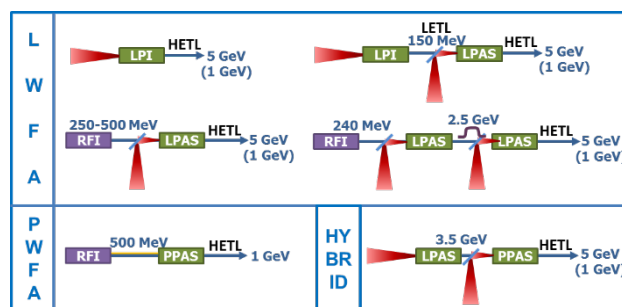 L
W
F
A
LPI HETL 5 GeV
(1 GeV)
LETL
150 MeV
LPI LPAS HETL 5 GeV
(1 GeV)
250-500 MeV
RFI LPAS HETL 5 GeV
(1 GeV)
240 MeV 2.5 GeV
RFI LPAS LPAS HETL 5 GeV
(1 GeV)
P
W
F
A
500 MeV
RFI PPAS HETL 1 GeV
HY
BR
ID
3.5 GeV
LPAS PPAS HETL 5 GeV
(1 GeV)